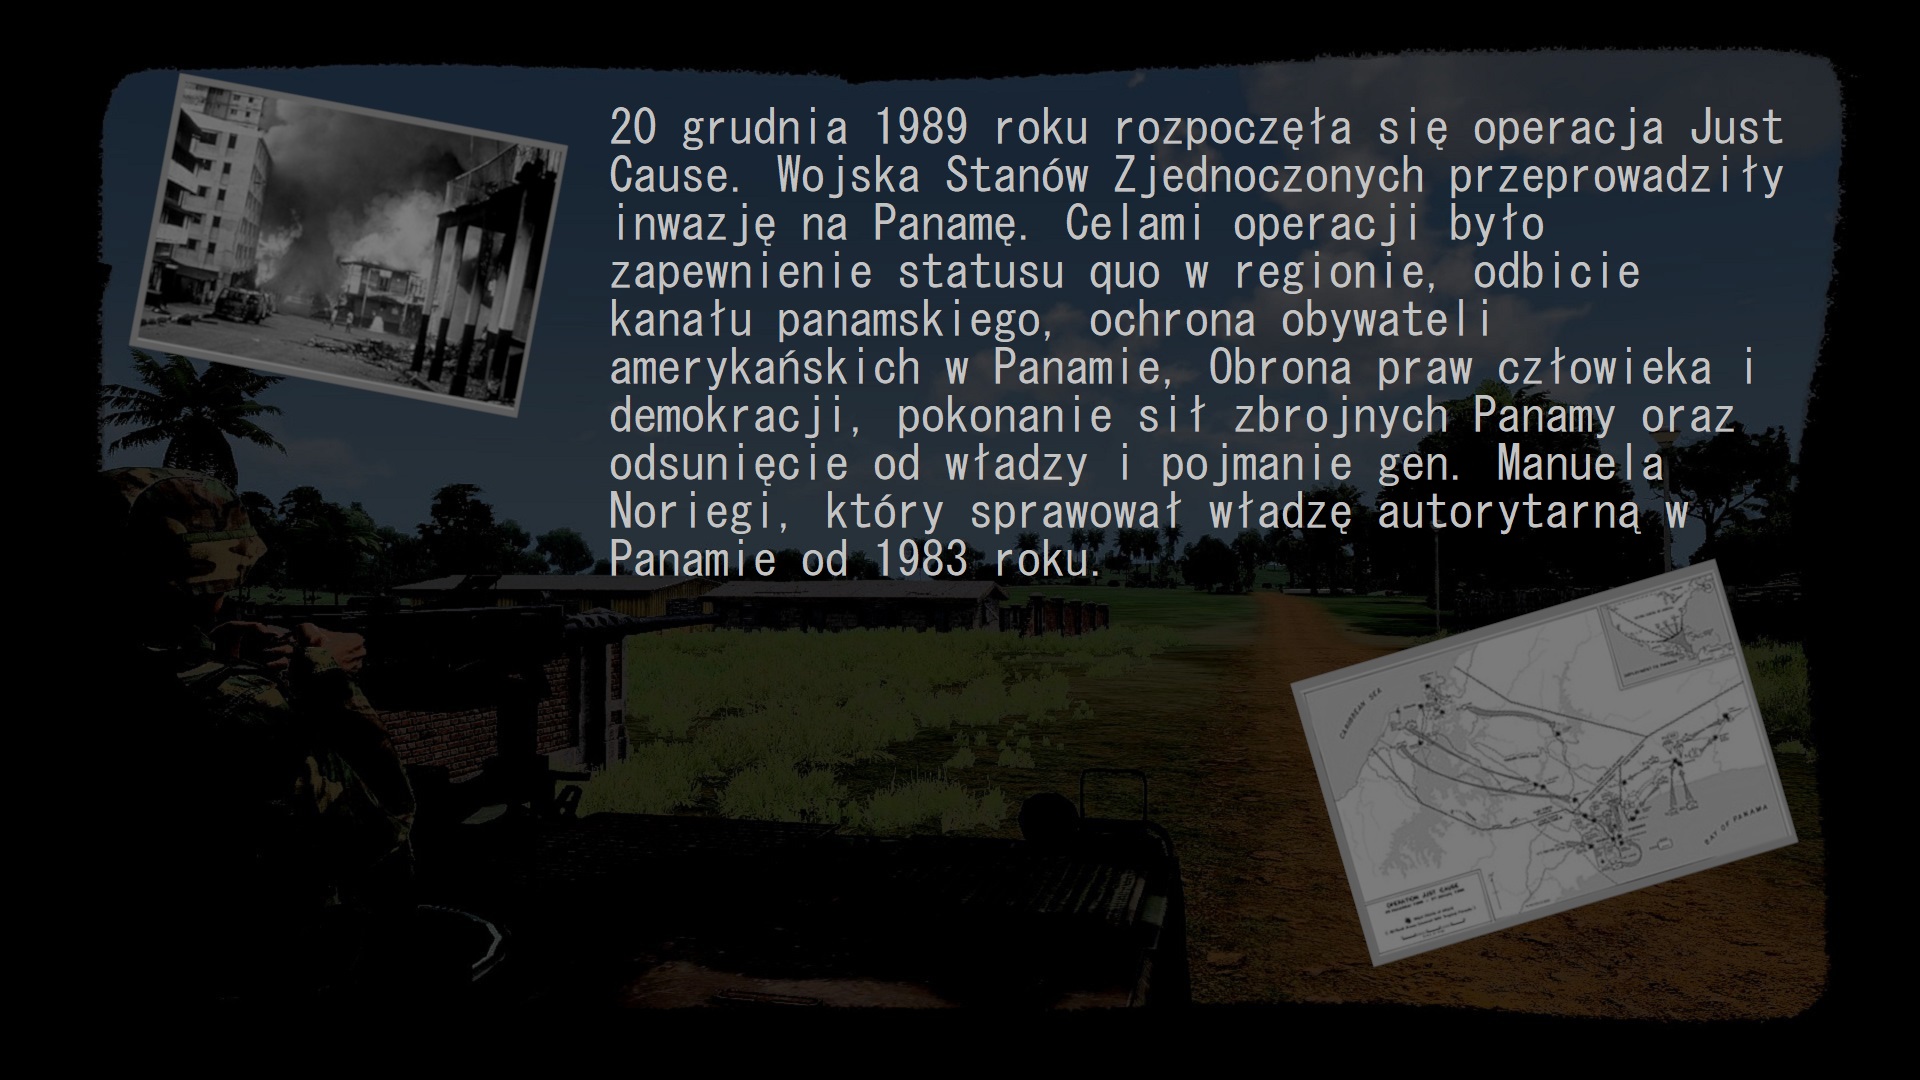 20 grudnia 1989 roku rozpoczęła się operacja Just
Cause. Wojska Stanów Zjednoczonych przeprowadziły
inwazję na Panamę. Celami operacji było
zapewnienie statusu quo w regionie, odbicie
kanału panamskiego, ochrona obywateli
amerykańskich w Panamie, Obrona praw człowieka i
demokracji, pokonanie sił zbrojnych Panamy oraz
odsunięcie od władzy i pojmanie gen. Manuela
Noriegi, który sprawował władzę autorytarną w
Panamie od 1983 roku.
CARIBBEAN SEA
BAY OF PANAMA
OPERATION JUST CAUSE